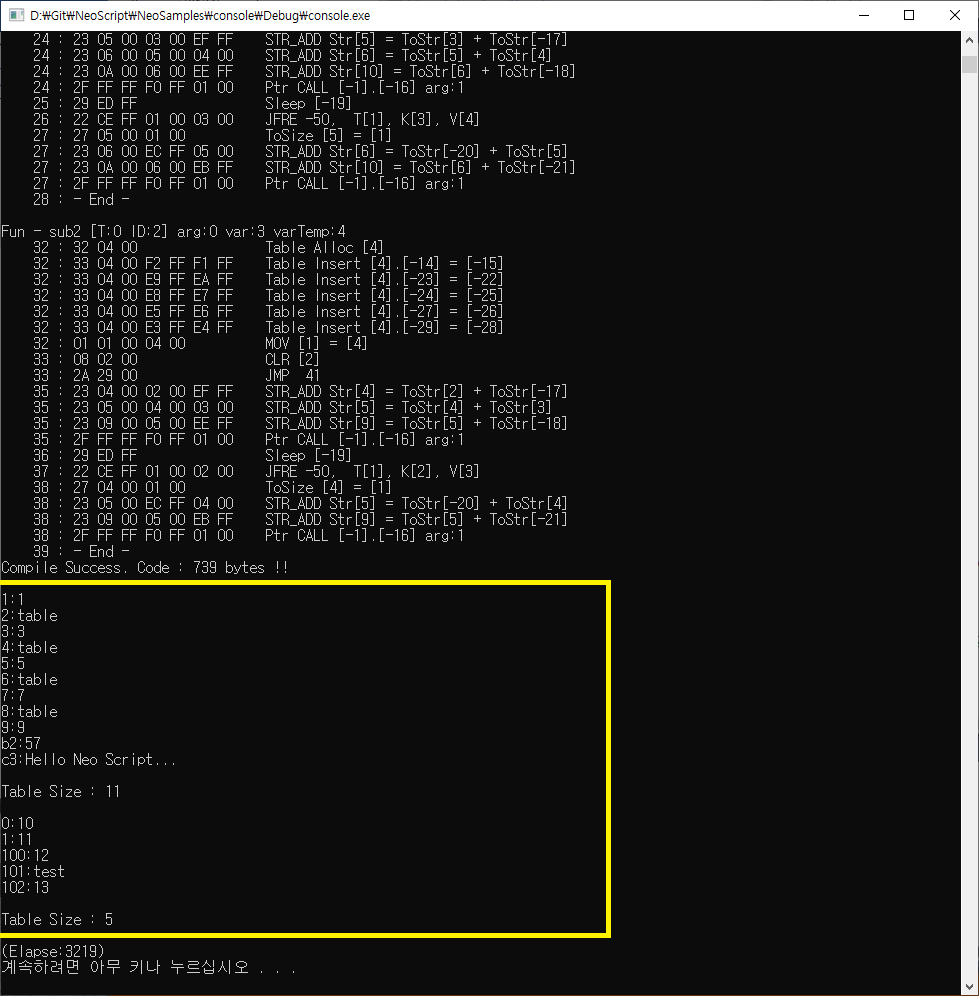 D:₩Git₩NeoScript₩NeoSamples₩console₩Debug₩console.exe
24 : 23 05 00 03 00 EF FF STR_ADD Str[5] = ToStr[3] + ToStr[-17]
24 : 23 06 00 05 00 04 00 STR_ADD Str[6] = ToStr[5] + ToStr[4]
24 : 23 0A 00 06 00 EE FF STR_ADD Str[10] = ToStr[6] + ToStr[-18]
24 : 2F FF FF F0 FF 01 00 Ptr CALL [-1].[-16] arg:1
25 : 29 ED FF Sleep [-19]
26 : 22 CE FF 01 00 03 00 JFRE -50, T[1], K[3], V[4]
27 : 27 05 00 01 00 ToSize [5] = [1]
27 : 23 06 00 EC FF 05 00 STR_ADD Str[6] = ToStr[-20] + ToStr[5]
27 : 23 0A 00 06 00 EB FF STR_ADD Str[10] = ToStr[6] + ToStr[-21]
27 : 2F FF FF F0 FF 01 00 Ptr CALL [-1].[-16] arg:1
28 : - End -
Fun - sub2 [T:0 ID:2] arg:0 var:3 varTemp:4
32 : 32 04 00 Table Alloc [4]
32 : 33 04 00 F2 FF F1 FF Table Insert [4].[-14] = [-15]
32 : 33 04 00 E9 FF EA FF Table Insert [4].[-23] = [-22]
32 : 33 04 00 E8 FF E7 FF Table Insert [4].[-24] = [-25]
32 : 33 04 00 E5 FF E6 FF Table Insert [4].[-27] = [-26]
32 : 33 04 00 E3 FF E4 FF Table Insert [4].[-29] = [-28]
32 : 01 01 00 04 00 MOV [1] = [4]
33 : 08 02 00 CLR [2]
33 : 2A 29 00 JMP 41
35 : 23 04 00 02 00 EF FF STR_ADD Str[4] = ToStr[2] + ToStr[-17]
35 : 23 05 00 04 00 03 00 STR_ADD Str[5] = ToStr[4] + ToStr[3]
35 : 23 09 00 05 00 EE FF STR_ADD Str[9] = ToStr[5] + ToStr[-18]
35 : 2F FF FF F0 FF 01 00 Ptr CALL [-1].[-16] arg:1
36 : 29 ED FF Sleep [-19]
37 : 22 CE FF 01 00 02 00 JFRE -50, T[1], K[2], V[3]
38 : 27 04 00 01 00 ToSize [4] = [1]
38 : 23 05 00 EC FF 04 00 STR_ADD Str[5] = ToStr[-20] + ToStr[4]
38 : 23 09 00 05 00 EB FF STR_ADD Str[9] = ToStr[5] + ToStr[-21]
38 : 2F FF FF F0 FF 01 00 Ptr CALL [-1].[-16] arg:1
39 : - End -
Compile Success. Code : 739 bytes !!
1:1
2:table
3:3
4:table
5:5
6:table
7:7
8:table
9:9
b2:57
c3:Hello Neo Script...
Table Size : 11
0:10
1:11
100:12
101:test
102:13
Table Size : 5
(Elapse:3219)
계속하려면 아무 키나 누르십시오 . . .